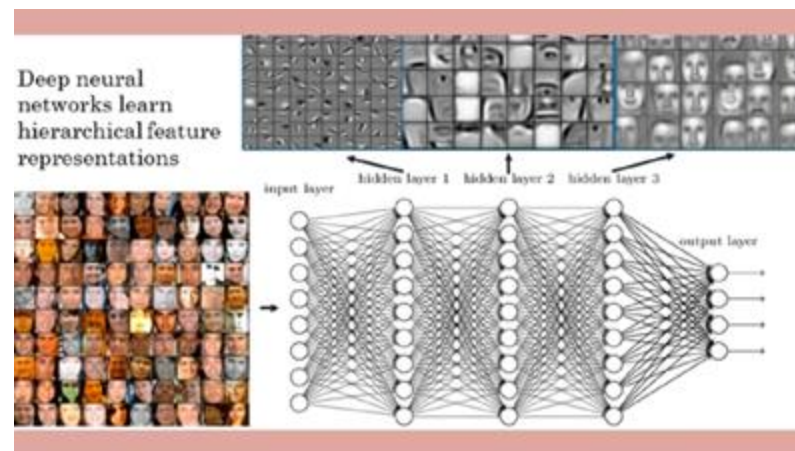 Deep neural
networks learn
hierarchical feature
representations
hidden layer 1 hidden layer 2 hidden layer 3
input layer
output layer